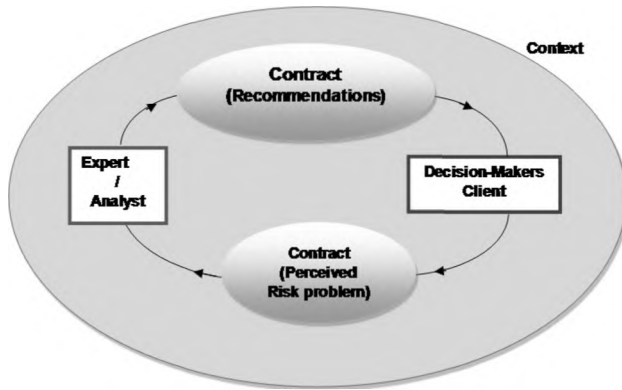 Context
Contract
(Recommendations)
Expert
/
Analyst
Decision-Makers
Client
Contract
(Perceived
Risk problem)